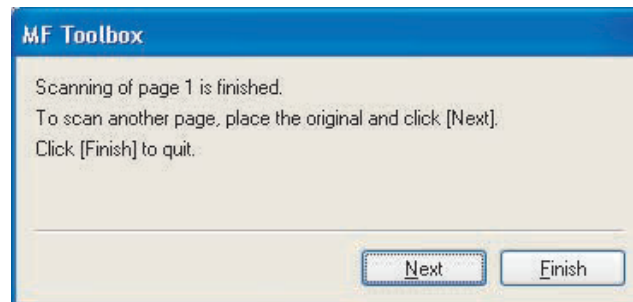 MF Toolbox
Scanning of page 1 is finished.
To scan another page, place the original and click [Next].
Click [Finish] to quit.
Next Finish